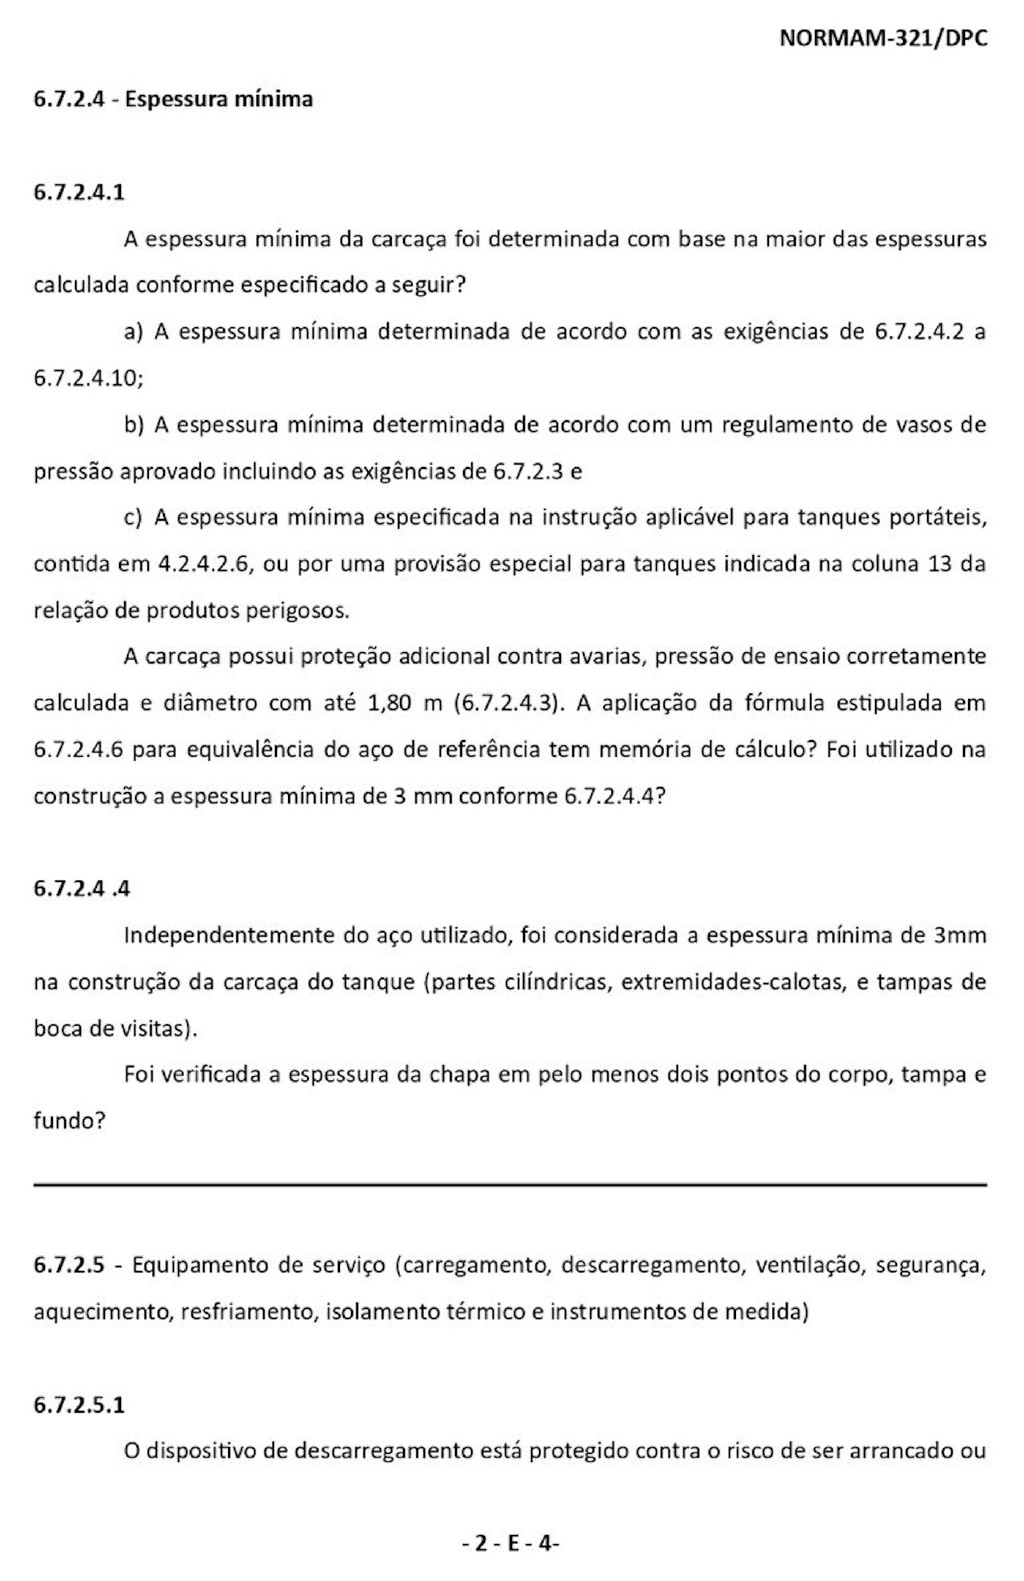 NORMAM-321/DPC
6.7.2.4 - Espessura mínima
6.7.2.4.1
A espessura mínima da carcaça foi determinada com base na maior das espessuras
calculada conforme especificado a seguir?
a) A espessura mínima determinada de acordo com as exigências de 6.7.2.4.2 a
6.7.2.4.10;
b) A espessura mínima determinada de acordo com um regulamento de vasos de
pressão aprovado incluindo as exigências de 6.7.2.3 e
c) A espessura mínima especificada na instrução aplicável para tanques portáteis,
contida em 4.2.4.2.6, ou por uma provisão especial para tanques indicada na coluna 13 da
relação de produtos perigosos.
A carcaça possui proteção adicional contra avarias, pressão de ensaio corretamente
calculada e diâmetro com até 1,80 m (6.7.2.4.3). A aplicação da fórmula estipulada em
6.7.2.4.6 para equivalência do aço de referência tem memória de cálculo? Foi utilizado na
construção a espessura mínima de 3 mm conforme 6.7.2.4.4?
6.7.2.4 .4
Independentemente do aço utilizado, foi considerada a espessura mínima de 3mm
na construção da carcaça do tanque (partes cilíndricas, extremidades-calotas, e tampas de
boca de visitas).
Foi verificada a espessura da chapa em pelo menos dois pontos do corpo, tampa e
fundo?
6.7.2.5 - Equipamento de serviço (carregamento, descarregamento, ventilação, segurança,
aquecimento, resfriamento, isolamento térmico e instrumentos de medida)
6.7.2.5.1
O dispositivo de descarregamento está protegido contra o risco de ser arrancado ou
- 2 - E - 4-